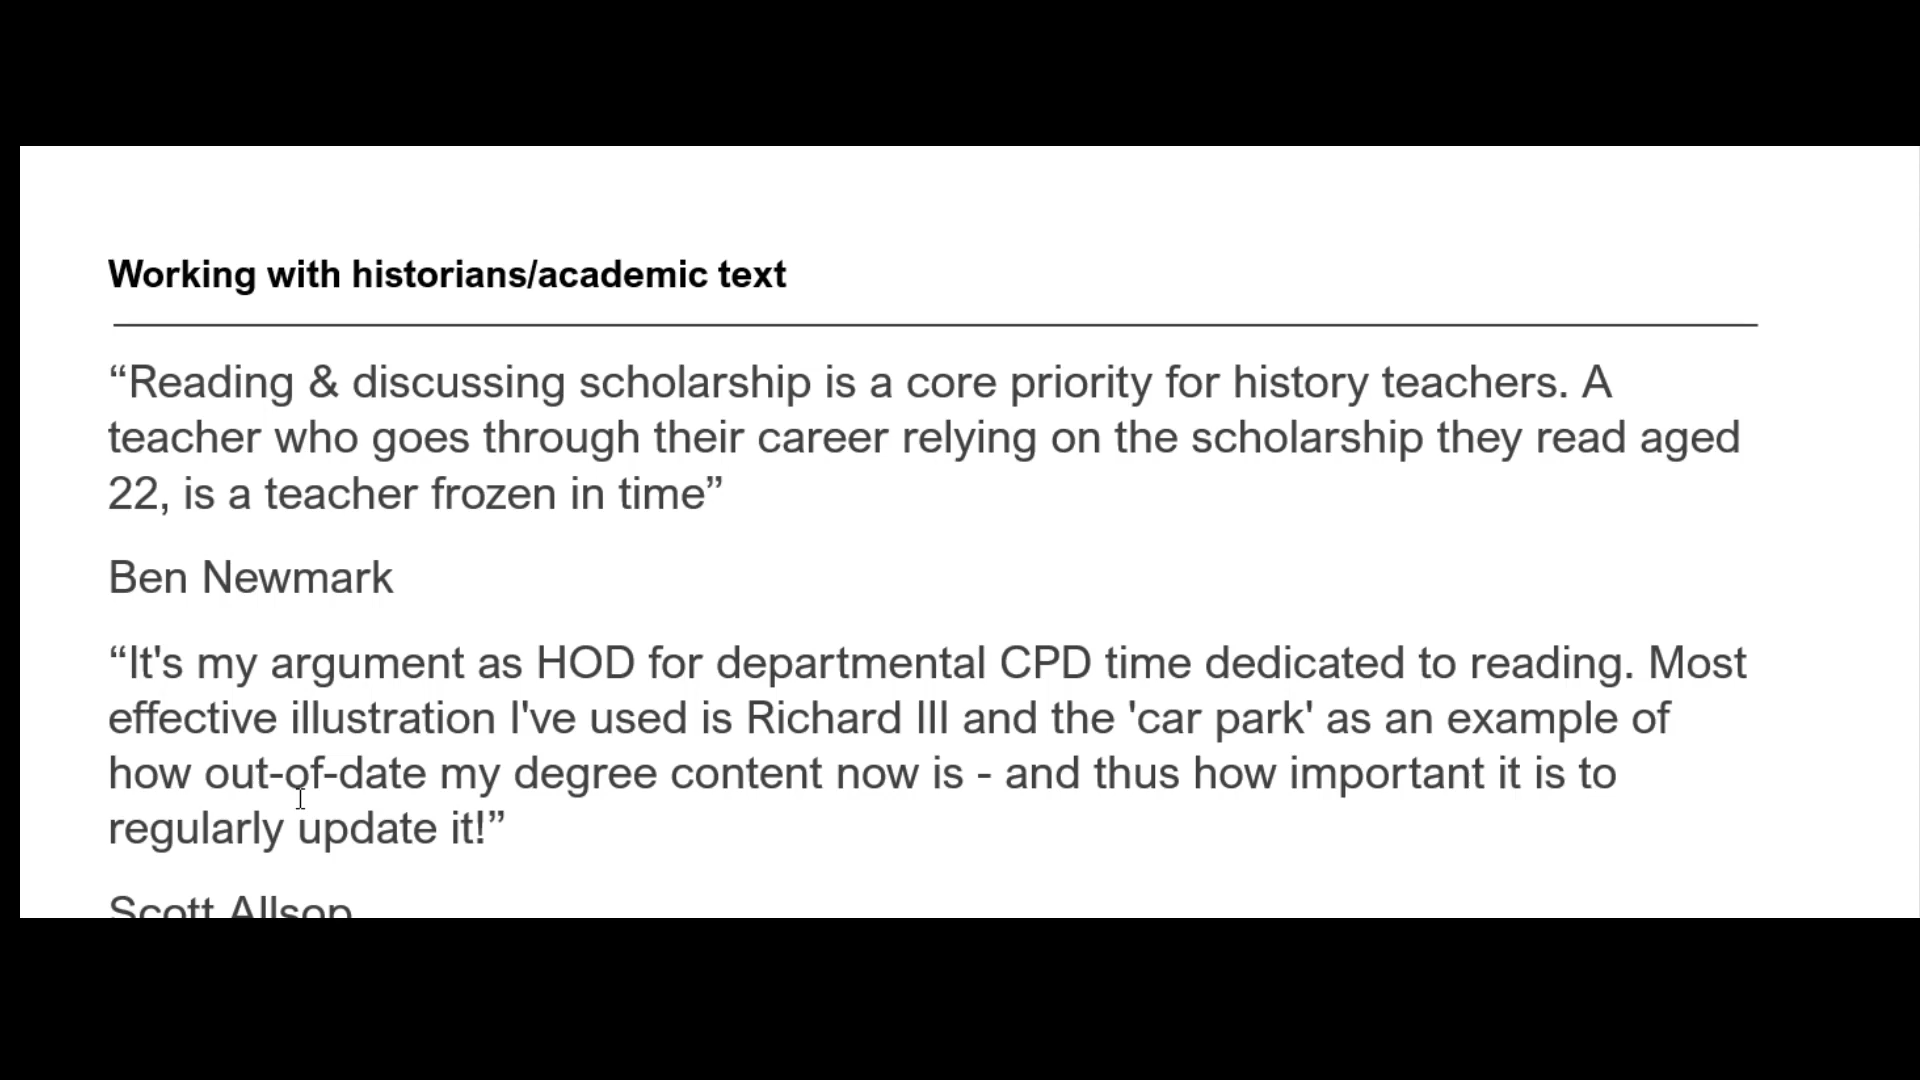 Working with historians/academic text
“Reading & discussing scholarship is a core priority for history teachers. A
teacher who goes through their career relying on the scholarship they read aged
22, is a teacher frozen in time”
Ben Newmark
“It's my argument as HOD for departmental CPD time dedicated to reading. Most
effective illustration I've used is Richard III and the 'car park' as an example of
how out-of-date my degree content now is - and thus how important it is to
regularly update it!”
Scott Allsop